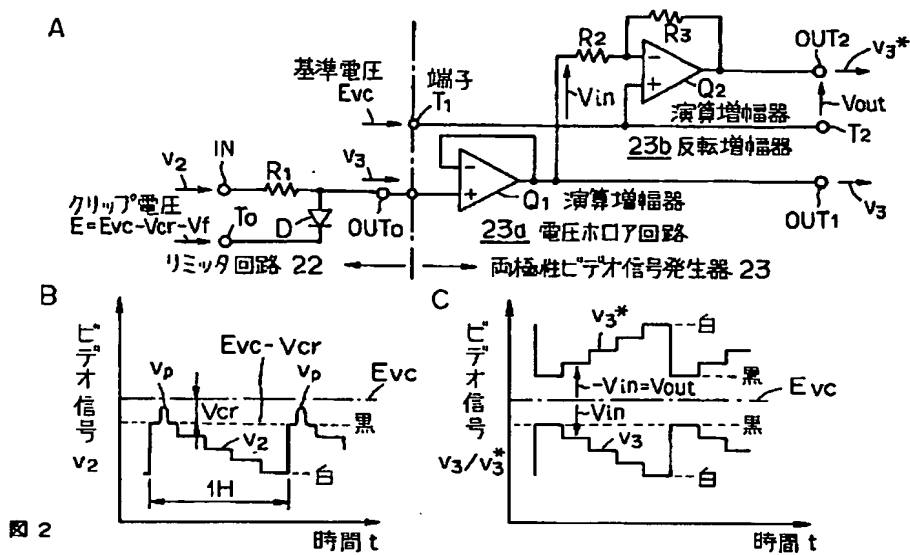 A
基準電圧
Evc
端子
T1
R2
R3
Vin
Q2
演算増幅器
23b 反転増幅器
OUT2
v3*
Vout
T2
v2
IN
R1
クリップ電圧
E=Evc-Vcr-Vf
To
D
OUTo
v3
Q1 演算増幅器
23a 電圧ホロア回路
OUT1
v3
リミッタ回路 22
両極性ビデオ信号発生器 23
B
ビデオ信号
v2
vp
Evc-Vcr
vp
Evc
Vcr
黒
v2
白
1H
時間 t
C
ビデオ信号
v3/v3*
v3*
白
黒
-Vin=Vout
Evc
Vin
黒
v3
白
時間 t
図 2